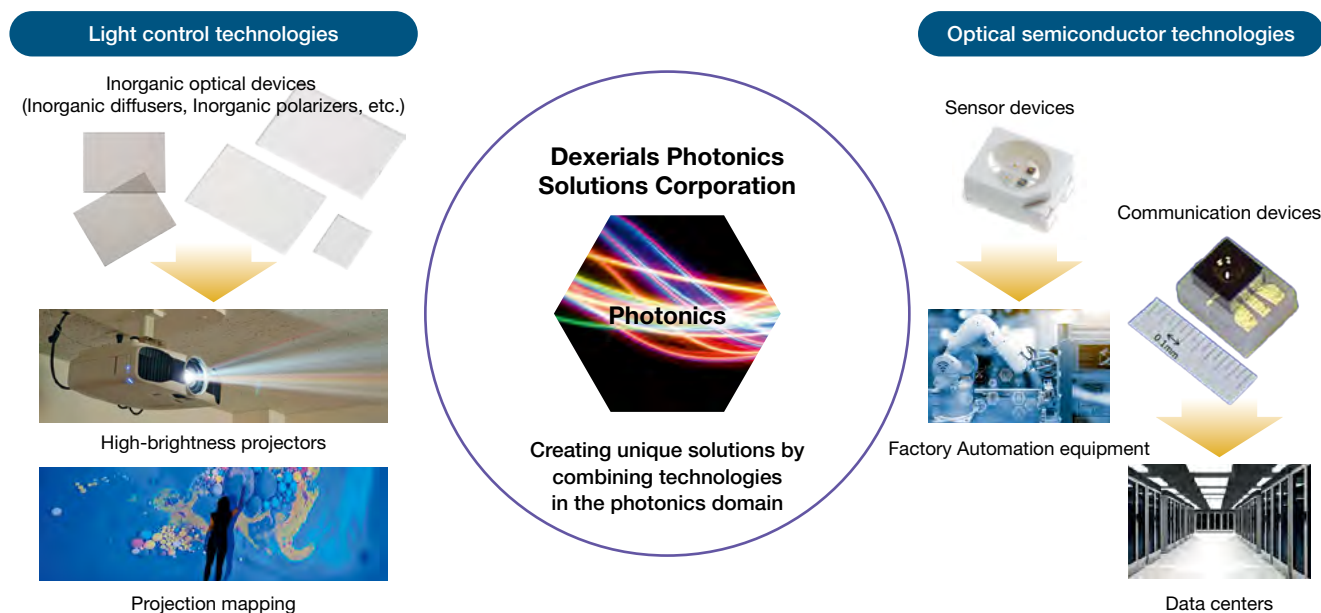 Light control technologies
Inorganic optical devices
(Inorganic diffusers, Inorganic polarizers, etc.)
High-brightness projectors
Projection mapping
Dexerials Photonics
Solutions Corporation
Photonics
Creating unique solutions by
combining technologies
in the photonics domain
Optical semiconductor technologies
Sensor devices
Communication devices
0.1mm
Factory Automation equipment
Data centers